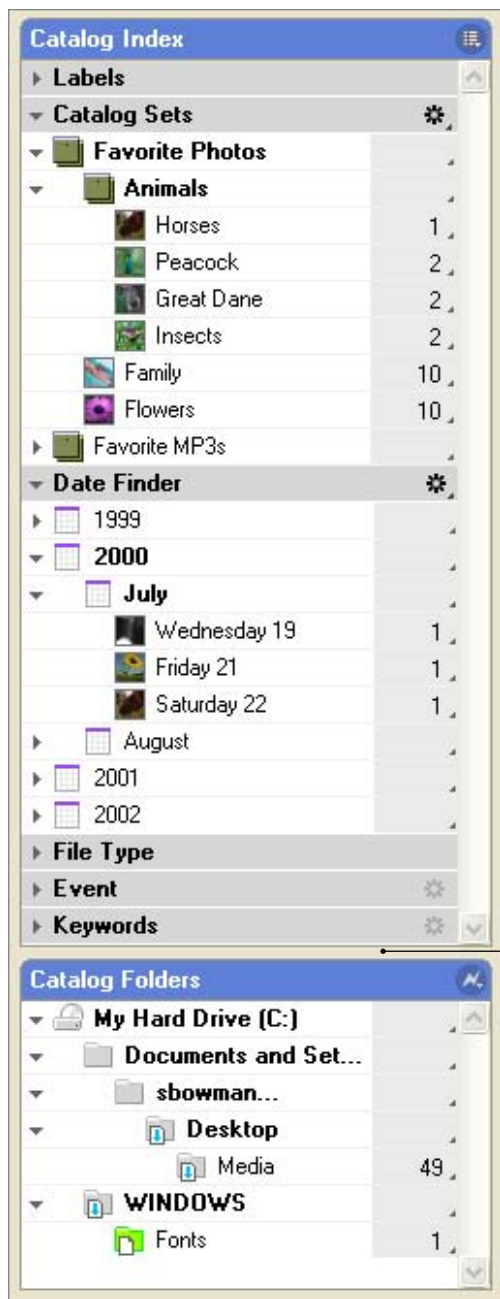 Catalog Index
Labels
Catalog Sets
Favorite Photos
Animals
Horses 1
Peacock 2
Great Dane 2
Insects 2
Family 10
Flowers 10
Favorite MP3s
Date Finder
1999
2000
July
Wednesday 19 1
Friday 21 1
Saturday 22 1
August
2001
2002
File Type
Event
Keywords
Catalog Folders
My Hard Drive (C:)
Documents and Set...
sbowman...
Desktop
Media 49
WINDOWS
Fonts 1